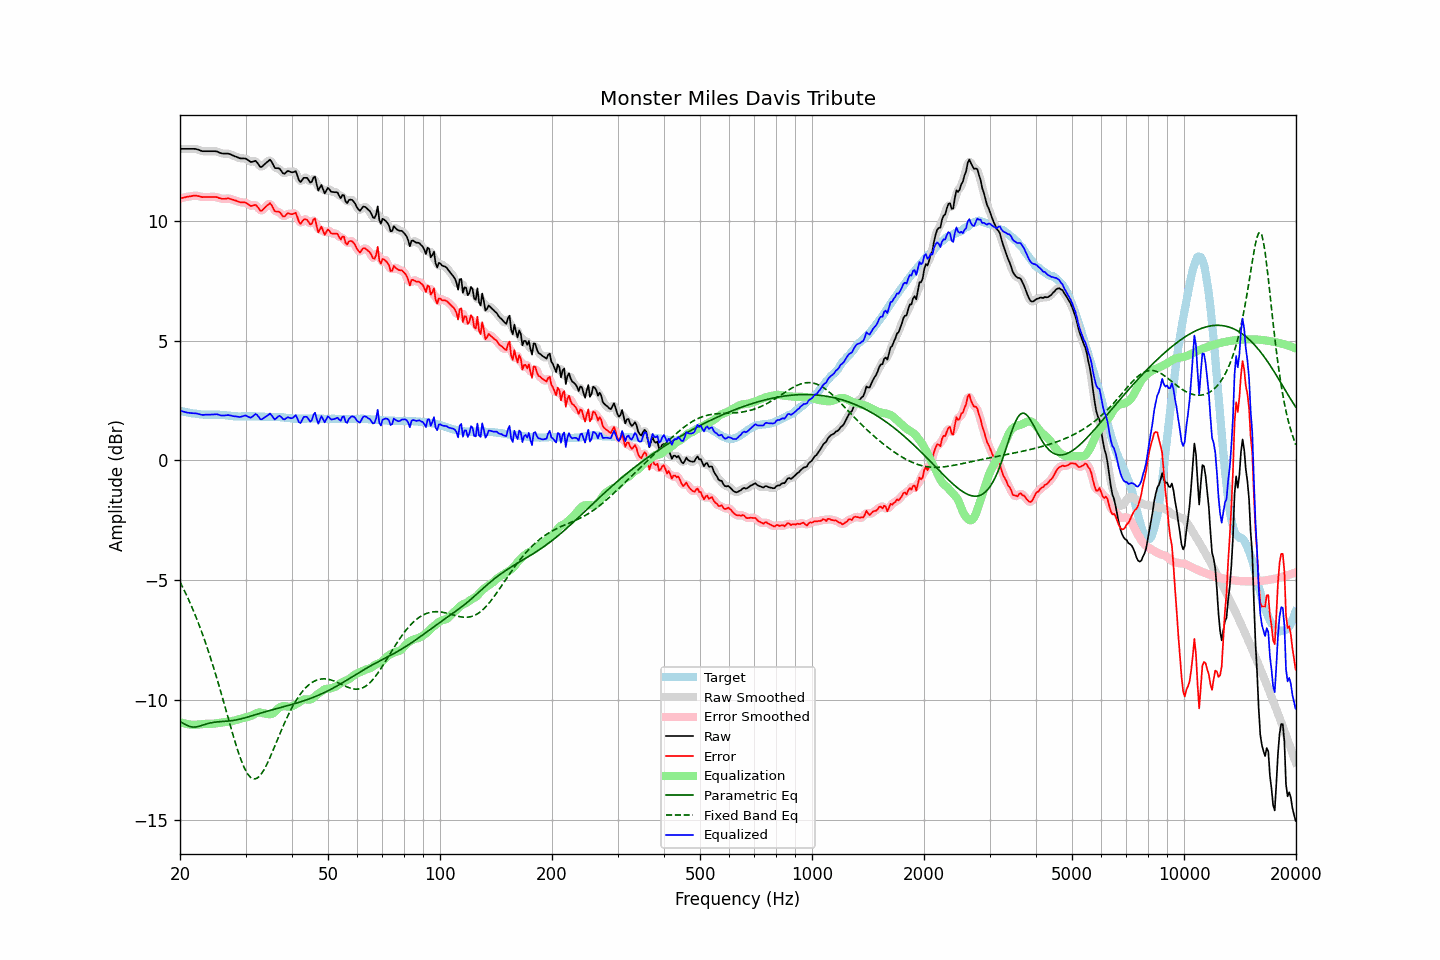 Monster Miles Davis Tribute
Amplitude (dBr)
10
5
0
−5
−10
−15
Target
Raw Smoothed
Error Smoothed
Raw
Error
Equalization
Parametric Eq
Fixed Band Eq
Equalized
20 50 100 200 500 1000 2000 5000 10000 20000
Frequency (Hz)